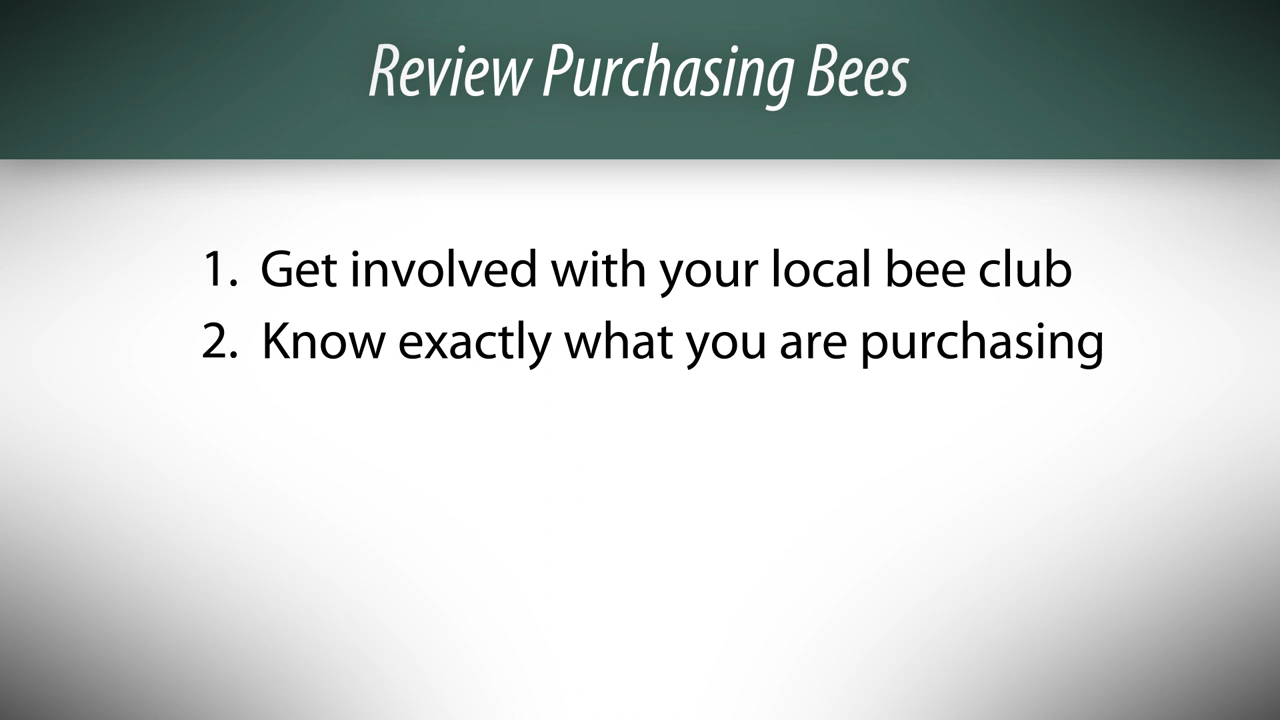 Review Purchasing Bees
1. Get involved with your local bee club
2. Know exactly what you are purchasing